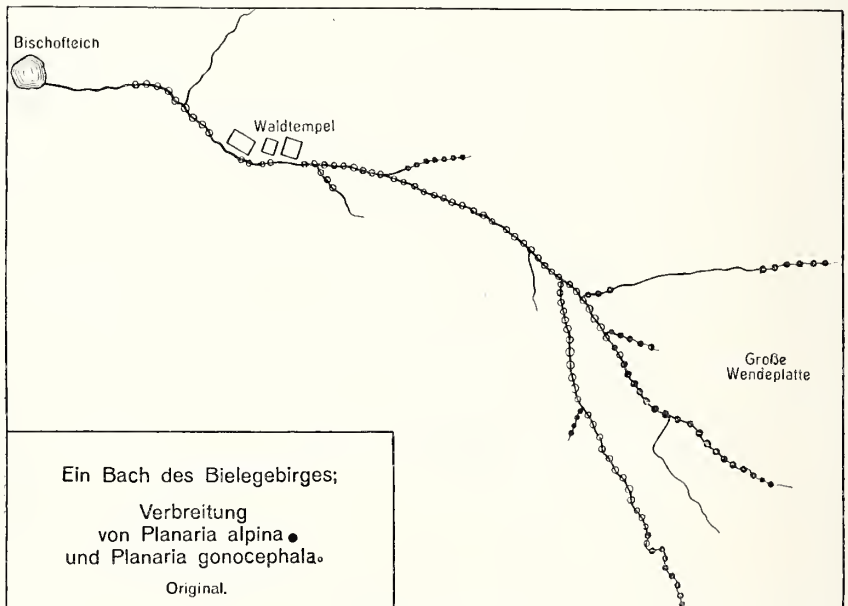 Bischofteich
Waldtempel
Große
Wendeplatte
Ein Bach des Bielegebirges;
Verbreitung
von Planaria alpina ●
und Planaria gonocephala ○
Original.